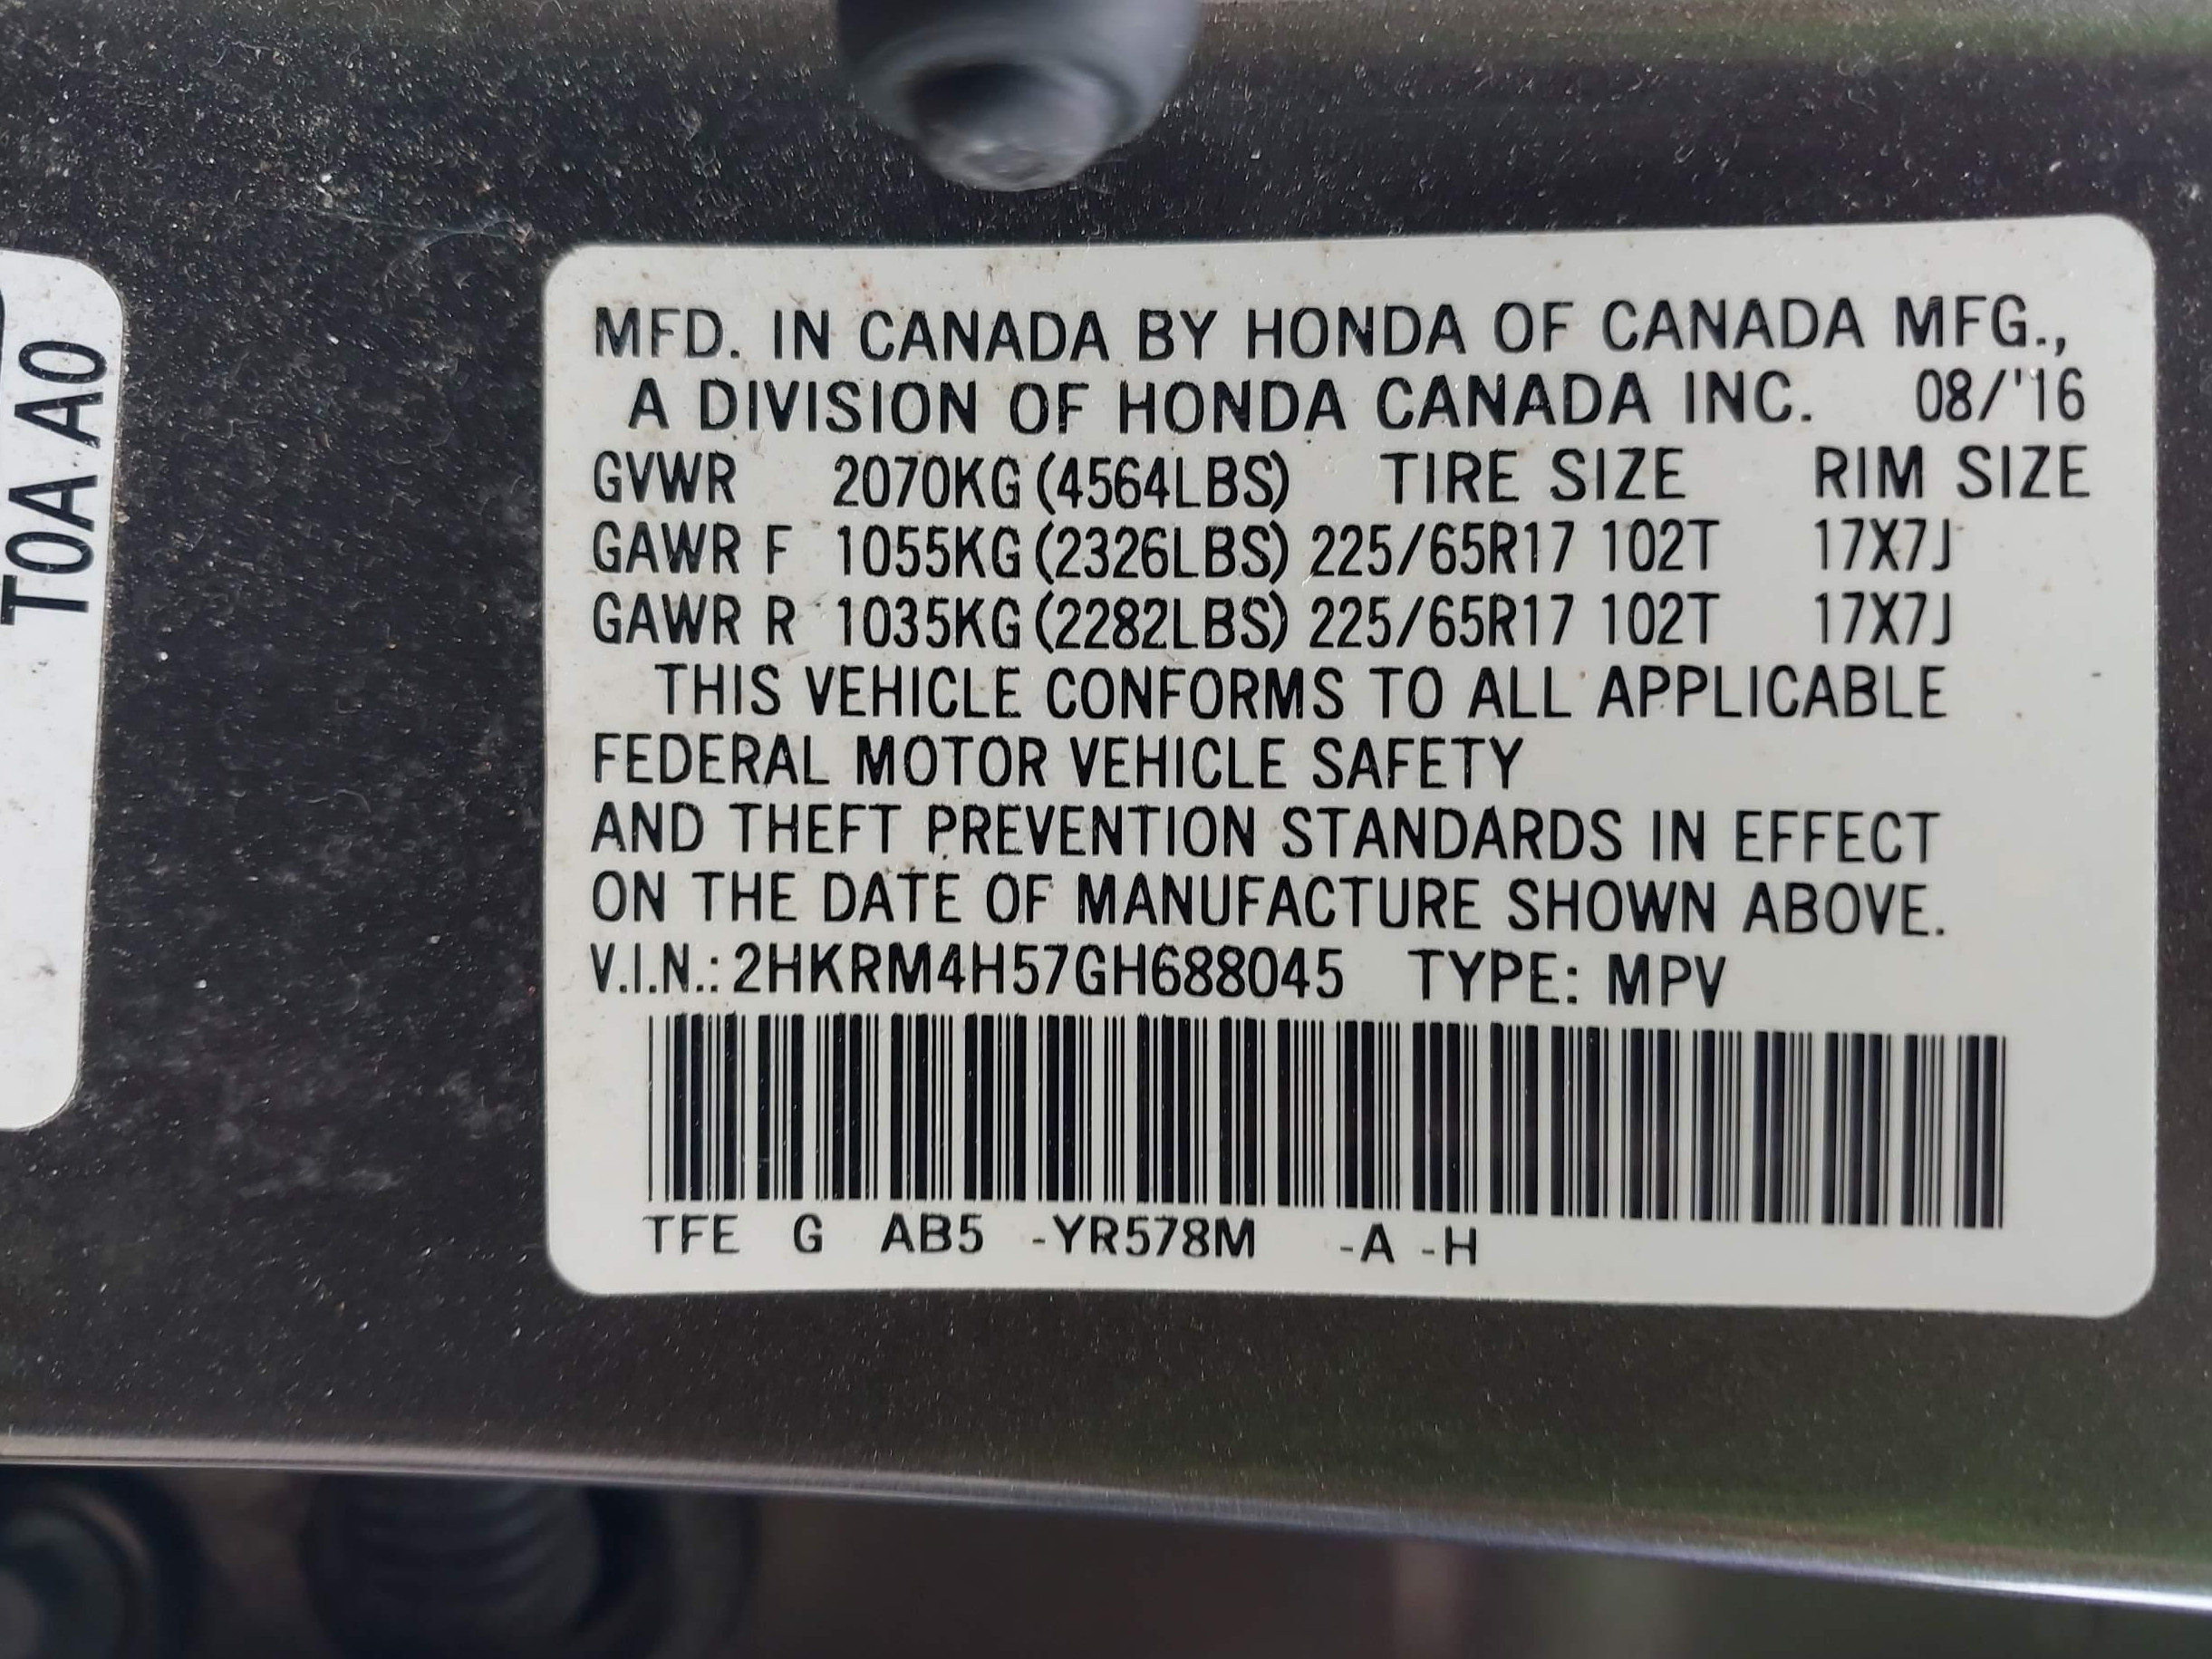 T0A A0
MFD. IN CANADA BY HONDA OF CANADA MFG.,
A DIVISION OF HONDA CANADA INC. 08/'16
GVWR 2070KG (4564LBS) TIRE SIZE RIM SIZE
GAWR F 1055KG (2326LBS) 225/65R17 102T 17X7J
GAWR R 1035KG (2282LBS) 225/65R17 102T 17X7J
THIS VEHICLE CONFORMS TO ALL APPLICABLE
FEDERAL MOTOR VEHICLE SAFETY
AND THEFT PREVENTION STANDARDS IN EFFECT
ON THE DATE OF MANUFACTURE SHOWN ABOVE.
V.I.N.: 2HKRM4H57GH688045 TYPE: MPV
TFE G AB5 -YR578M -A -H